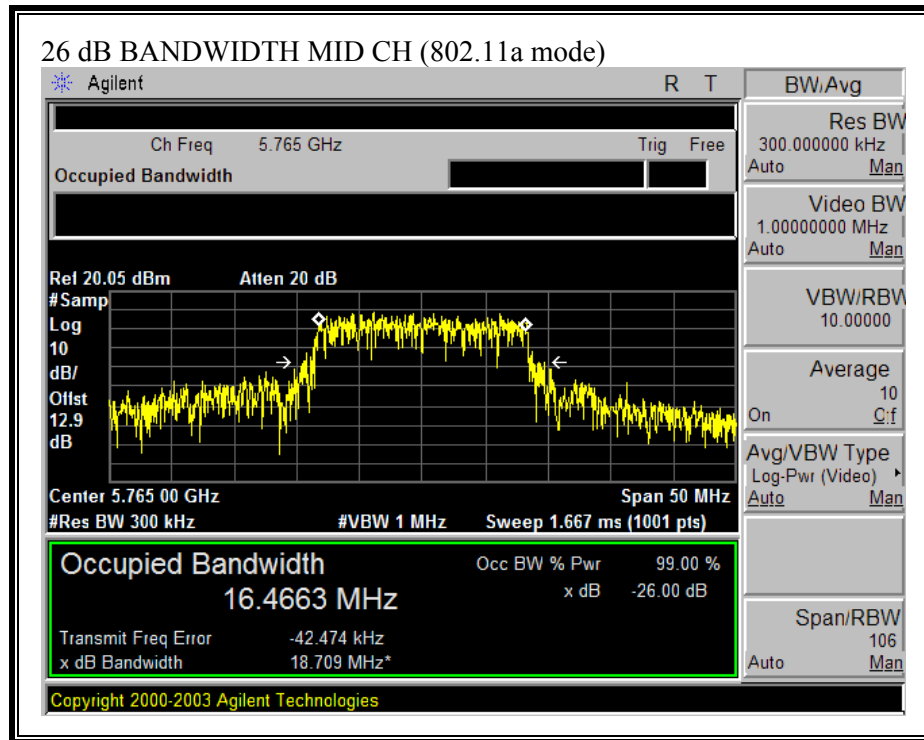 26 dB BANDWIDTH MID CH (802.11a mode)
Agilent R T
BW/Avg
Ch Freq 5.765 GHz Trig Free
Occupied Bandwidth
Ref 20.05 dBm Atten 20 dB
#Samp
Log
10
dB/
Offst
12.9
dB
Center 5.765 00 GHz Span 50 MHz
#Res BW 300 kHz #VBW 1 MHz Sweep 1.667 ms (1001 pts)
Occupied Bandwidth
16.4663 MHz
Occ BW % Pwr 99.00 %
x dB -26.00 dB
Transmit Freq Error -42.474 kHz
x dB Bandwidth 18.709 MHz*
Copyright 2000-2003 Agilent Technologies
Res BW
300.000000 kHz
Auto Man
Video BW
1.00000000 MHz
Auto Man
VBW/RBW
10.00000
Average
10
On
Avg/VBW Type
Log-Pwr (Video)
Auto Man
Span/RBW
106
Auto Man